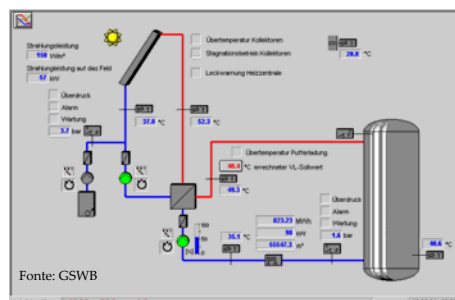 Übertemperatur Kollektoren
Stagnationsbetrieb Kollektoren
Leckwarnung Heizzentrale
Strahlungsleistung
150 W/m²
Strahlungsleistung auf das Feld
57 kW
Überdruck
Alarm
Wartung
3.7 bar
28.8 °C
37.8 °C
52.3 °C
Übertemperatur Pufferladung
°C errechneter VL-Sollwert
49.3 °C
100
50
0
35.1 °C
823.23 MWh
98 kW
55547.3 m³
Überdruck
Alarm
Wartung
1.6 bar
48.6 °C
Fonte: GSWB